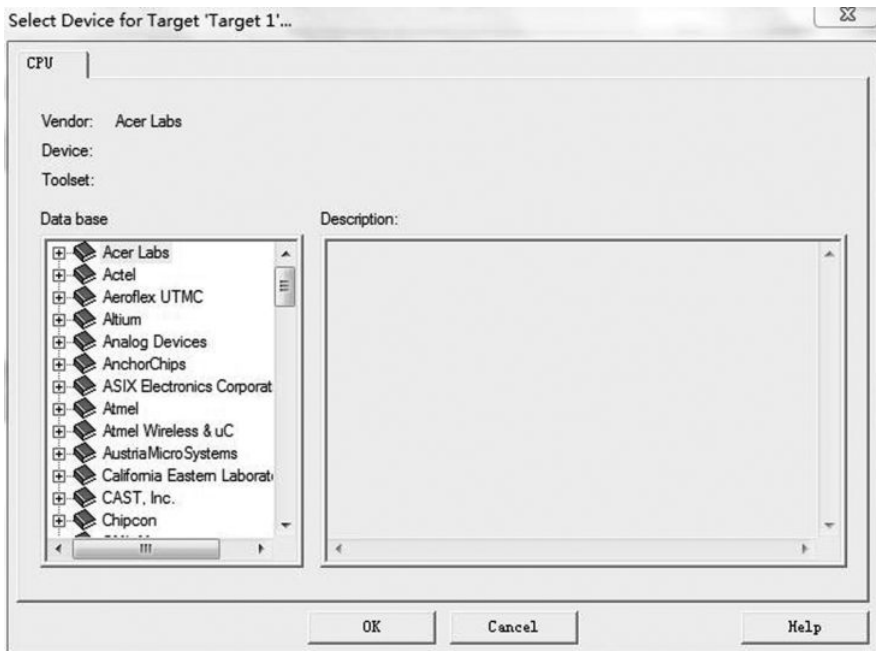 Select Device for Target 'Target 1'...
CPU
Vendor: Acer Labs
Device:
Toolset:
Data base
Description:
Acer Labs
Actel
Aeroflex UTMC
Altium
Analog Devices
AnchorChips
ASIX Electronics Corporat
Atmel
Atmel Wireless & uC
AustriaMicroSystems
California Eastern Laborat
CAST, Inc.
Chipcon
OK
Cancel
Help